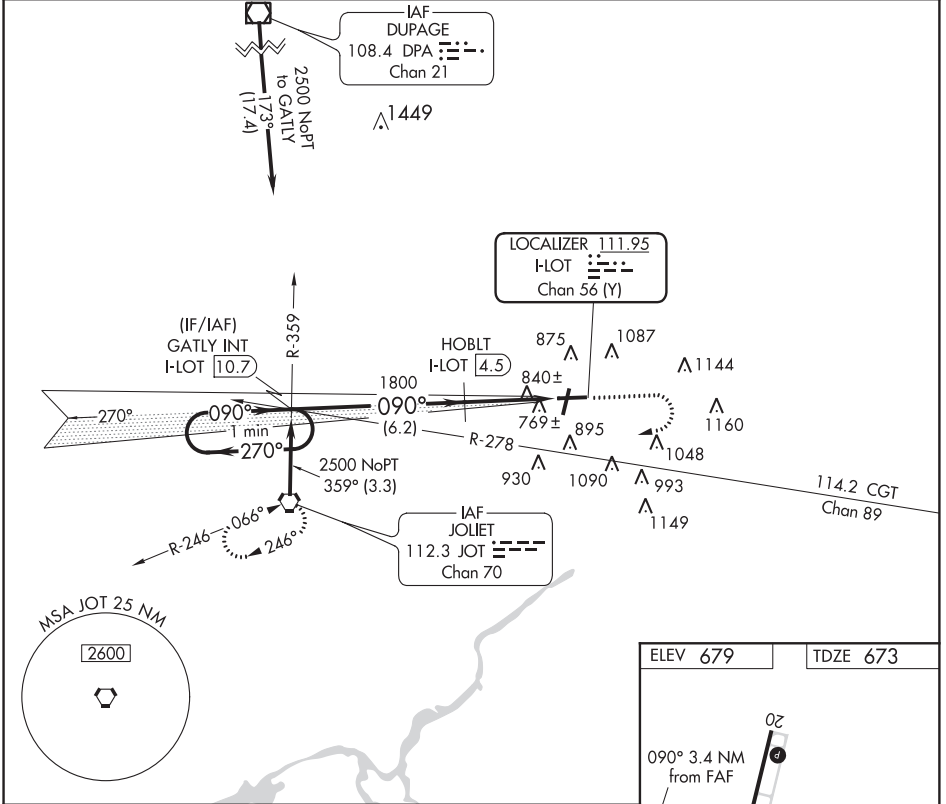 IAF
DUPAGE
108.4 DPA
Chan 21
2500 NoPT
to GATLY
173°
(17.4)
1449
LOCALIZER 111.95
I-LOT
Chan 56 (Y)
R-359
(IF/IAF)
GATLY INT
I-LOT 10.7
HOBLT
I-LOT 4.5
875
1087
1144
840±
1800
270°
090°
090°
1 min
270°
(6.2)
769±
1160
895
R-278
1048
930
1090
993
1149
114.2 CGT
Chan 89
2500 NoPT
359° (3.3)
R-246
066°
246°
IAF
JOLIET
112.3 JOT
Chan 70
MSA JOT 25 NM
2600
ELEV 679
TDZE 673
20
P
090° 3.4 NM
from FAF